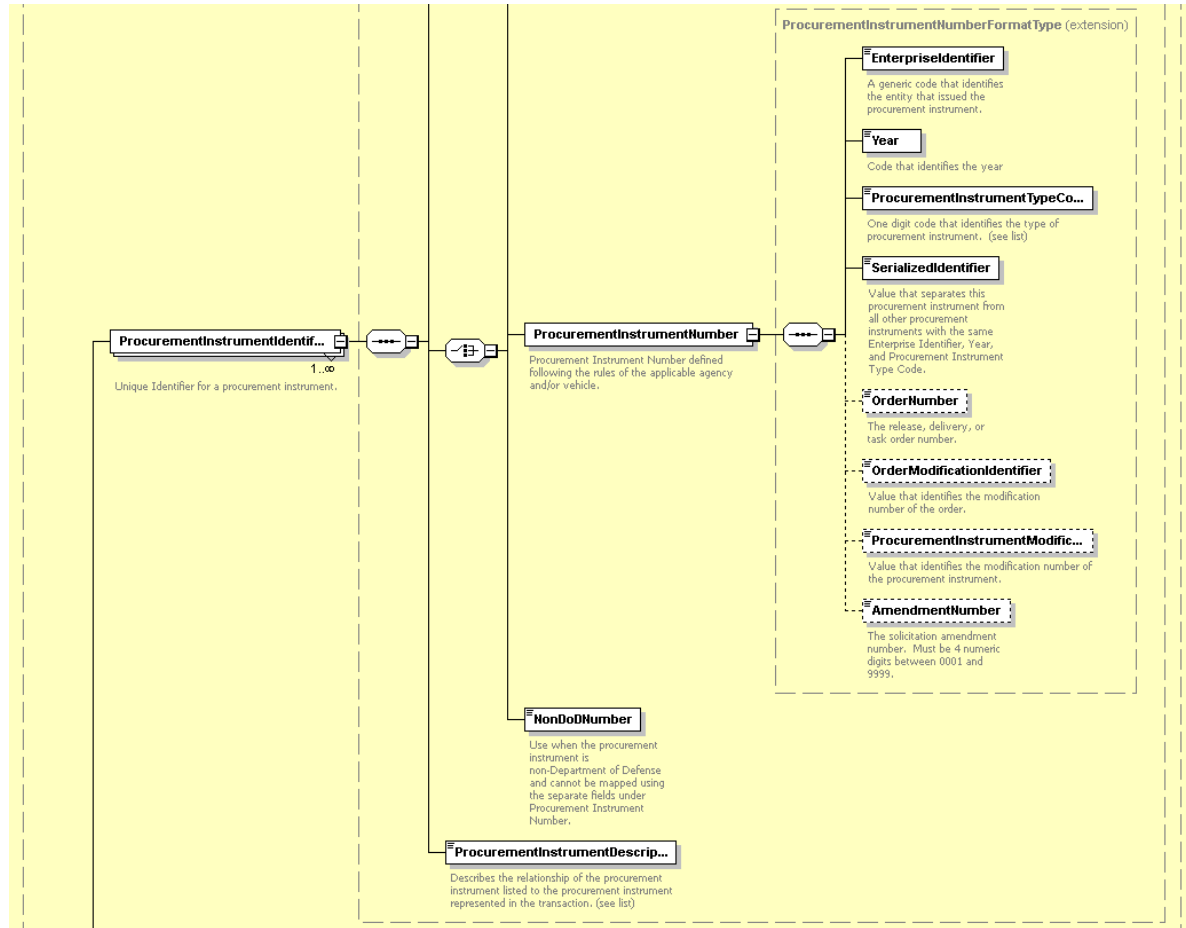 ProcurementInstrumentNumberFormatType (extension)
EnterpriseIdentifier
A generic code that identifies
the entity that issued the
procurement instrument.
Year
Code that identifies the year
ProcurementInstrumentTypeCo...
One digit code that identifies the type of
procurement instrument. (see list)
SerializedIdentifier
Value that separates this
procurement instrument from
all other procurement
instruments with the same
Enterprise Identifier, Year,
and Procurement Instrument
Type Code.
ProcurementInstrumentIdentif...
1..∞
Unique Identifier for a procurement instrument.
ProcurementInstrumentNumber
Procurement Instrument Number defined
following the rules of the applicable agency
and/or vehicle.
OrderNumber
The release, delivery, or
task order number.
OrderModificationIdentifier
Value that identifies the modification
number of the order.
ProcurementInstrumentModific...
Value that identifies the modification number of
the procurement instrument.
AmendmentNumber
The solicitation amendment
number. Must be 4 numeric
digits between 0001 and
9999.
NonDoDNumber
Use when the procurement
instrument is
non-Department of Defense
and cannot be mapped using
the separate fields under
Procurement Instrument
Number.
ProcurementInstrumentDescrip...
Describes the relationship of the procurement
instrument listed to the procurement instrument
represented in the transaction. (see list)